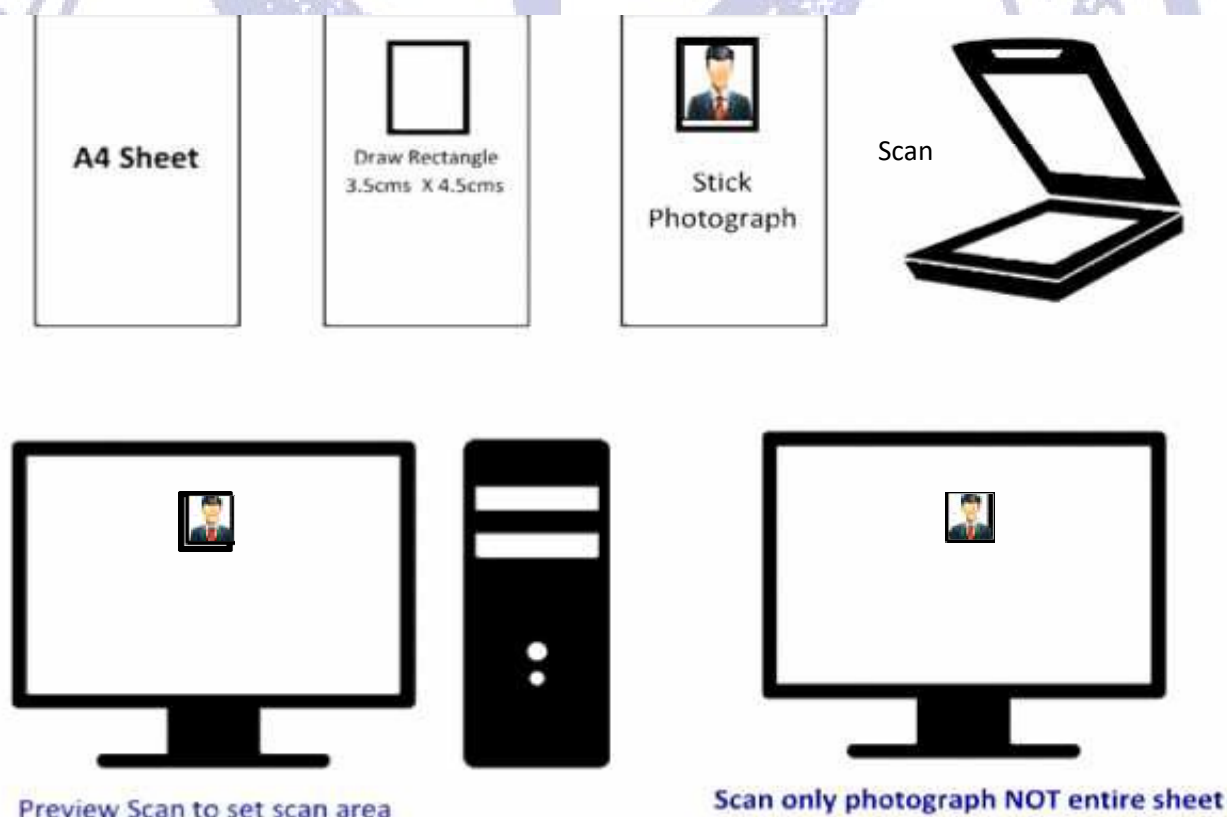 A4 Sheet
Draw Rectangle
3.5cms X 4.5cms
Stick
Photograph
Scan
Preview Scan to set scan area
Scan only photograph NOT entire sheet